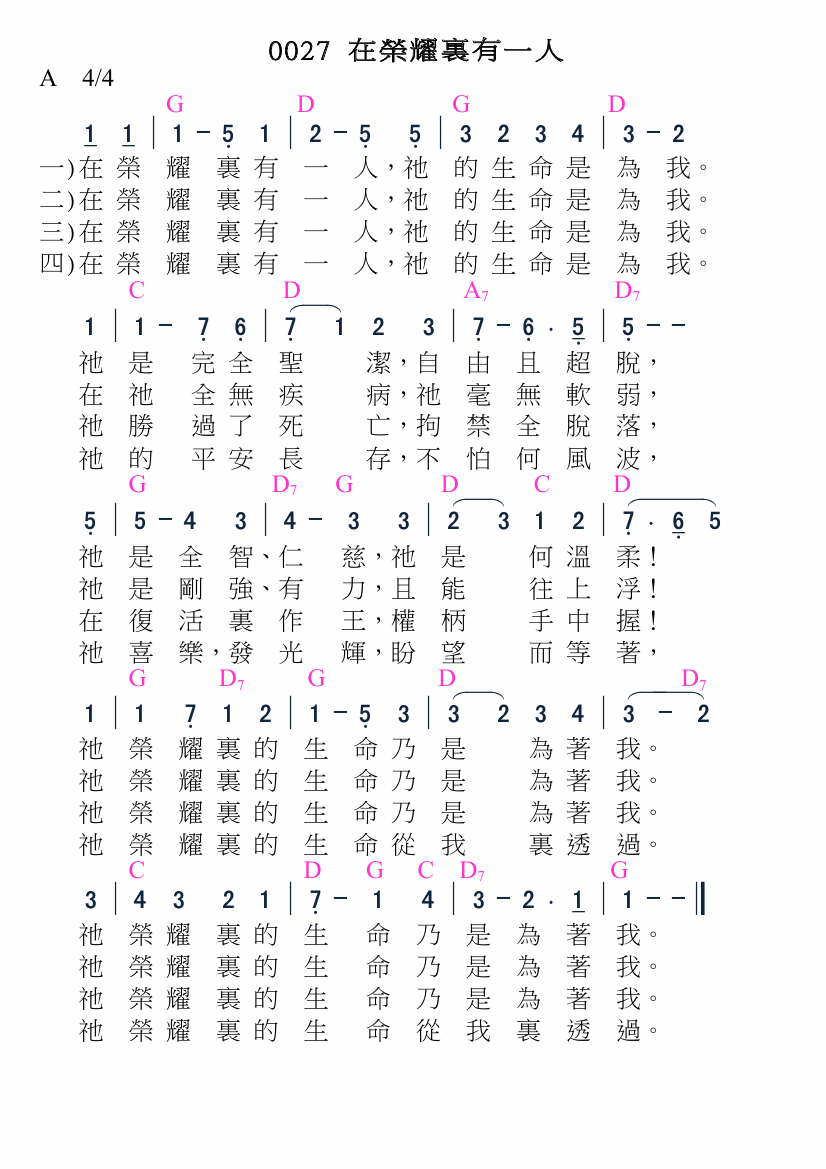 0027 在榮耀裏有一人
A 4/4
G D G D
1 1 | 1 - 5 1 | 2 - 5 5 | 3 2 3 4 | 3 - 2
一)在榮耀裏有一人，祂的生命是為我。
二)在榮耀裏有一人，祂的生命是為我。
三)在榮耀裏有一人，祂的生命是為我。
四)在榮耀裏有一人，祂的生命是為我。
C D A7 D7
1 | 1 - 7 6 | 7 1 2 3 | 7 - 6 . 5 | 5 - -
祂是完全聖潔，自由且超脫，
在祂全無疾病，祂毫無軟弱，
祂勝過了死亡，拘禁全脫落，
祂的平安長存，不怕何風波，
G D7 G D C D
5 | 5 - 4 3 | 4 - 3 3 | 2 3 1 2 | 7 . 6 5
祂是全智、仁慈，祂是何溫柔！
祂是剛強、有力，且能往上浮！
在復活裏作王，權柄手中握！
祂喜樂，發光輝，盼望而等著，
G D7 G D D7
1 | 1 7 1 2 | 1 - 5 3 | 3 2 3 4 | 3 - 2
祂榮耀裏的生命乃是為著我。
祂榮耀裏的生命乃是為著我。
祂榮耀裏的生命乃是為著我。
祂榮耀裏的生命從我裏透過。
C D G C D7 G
3 | 4 3 2 1 | 7 - 1 4 | 3 - 2 . 1 | 1 - - ‖
祂榮耀裏的生命乃是為著我。
祂榮耀裏的生命乃是為著我。
祂榮耀裏的生命乃是為著我。
祂榮耀裏的生命從我裏透過。